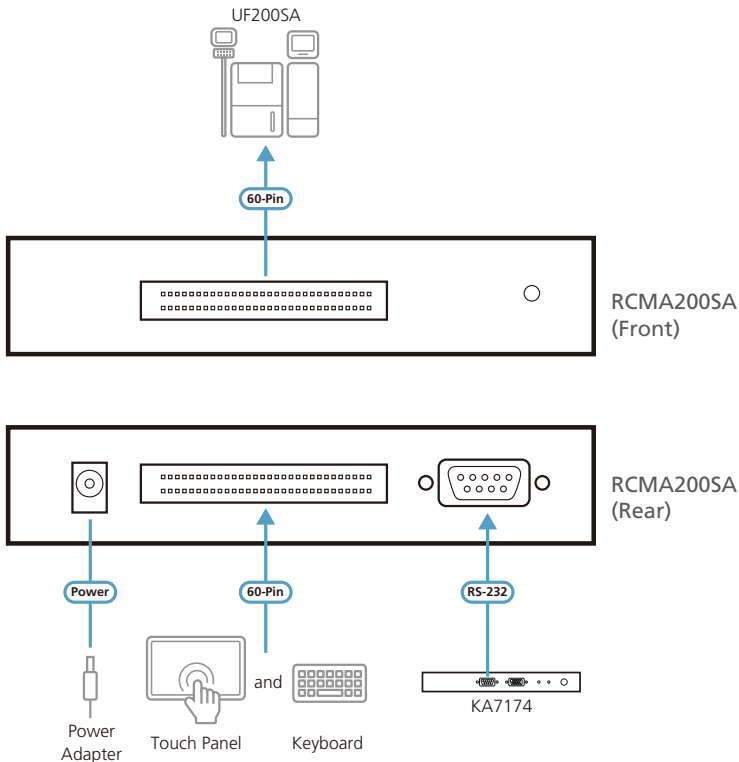 UF200SA
60-Pin
RCMA200SA
(Front)
RCMA200SA
(Rear)
Power
60-Pin
RS-232
and
KA7174
Power
Adapter
Touch Panel
Keyboard